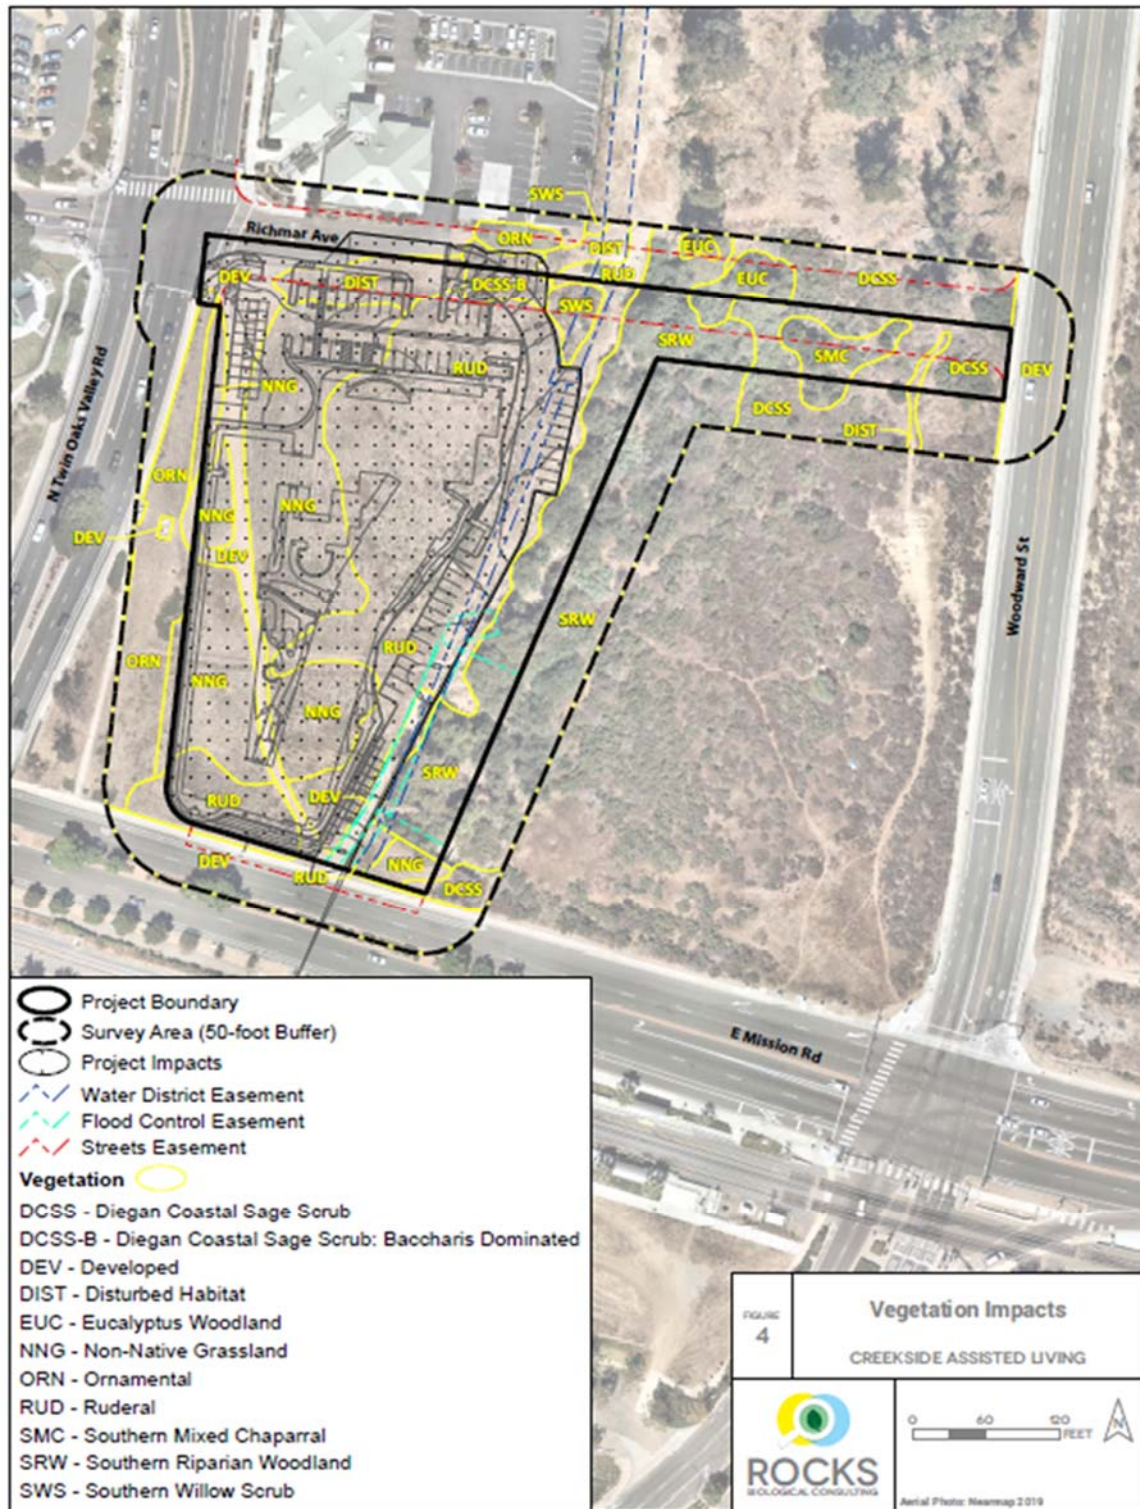 SWS
Richmar Ave
ORN
DIST
EUC
RUD
EUC
DCSS
DEV
DIST
DCSS-B
SWS
SRW
SMC
DCSS
DEV
RUD
NNG
DCSS
DIST
N Twin Oaks Valley Rd
ORN
NNG
NNG
DEV
DEV
Woodward St
SRW
RUD
ORN
NNG
NNG
SRW
RUD
DEV
DEV
NNG
RUD
DCSS
E Mission Rd
Project Boundary
Survey Area (50-foot Buffer)
Project Impacts
Water District Easement
Flood Control Easement
Streets Easement
Vegetation
DCSS - Diegan Coastal Sage Scrub
DCSS-B - Diegan Coastal Sage Scrub: Baccharis Dominated
DEV - Developed
DIST - Disturbed Habitat
EUC - Eucalyptus Woodland
NNG - Non-Native Grassland
ORN - Ornamental
RUD - Ruderal
SMC - Southern Mixed Chaparral
SRW - Southern Riparian Woodland
SWS - Southern Willow Scrub
FIGURE
4
Vegetation Impacts
CREEKSIDE ASSISTED LIVING
ROCKS
BIOLOGICAL CONSULTING
0 60 120
FEET
N
Aerial Photo: Nearmap 2019